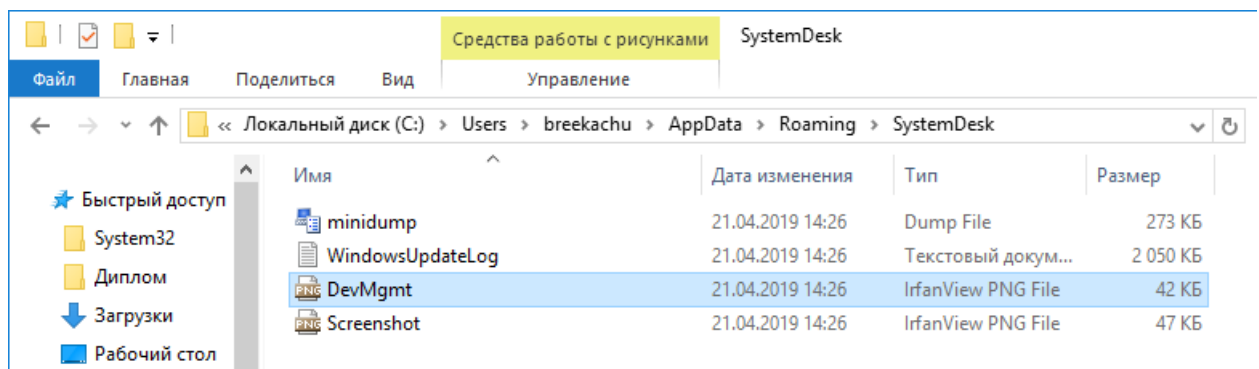 Средства работы с рисунками SystemDesk
Файл Главная Поделиться Вид Управление
« Локальный диск (C:) > Users > breekachu > AppData > Roaming > SystemDesk
Имя Дата изменения Тип Размер
Быстрый доступ
System32
Диплом
Загрузки
Рабочий стол
minidump 21.04.2019 14:26 Dump File 273 КБ
WindowsUpdateLog 21.04.2019 14:26 Текстовый докум... 2 050 КБ
PNG DevMgmt 21.04.2019 14:26 IrfanView PNG File 42 КБ
PNG Screenshot 21.04.2019 14:26 IrfanView PNG File 47 КБ